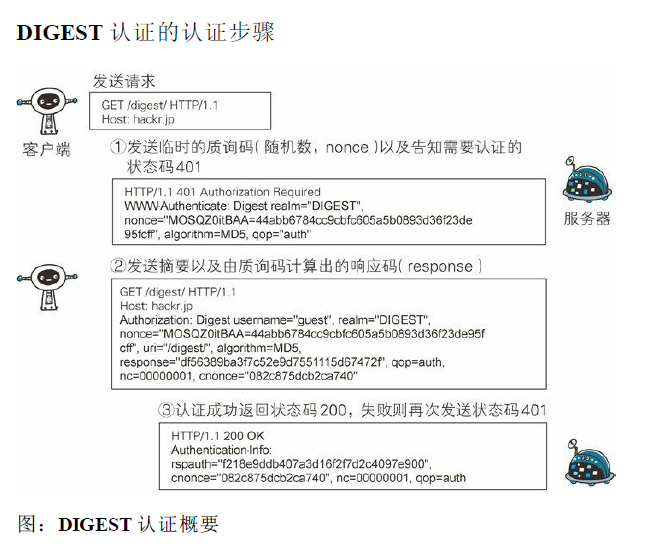 DIGEST 认证的认证步骤
发送请求
GET /digest/ HTTP/1.1
Host: hackr.jp
客户端
①发送临时的质询码(随机数,nonce)以及告知需要认证的
状态码401
HTTP/1.1 401 Authorization Required
WWW-Authenticate: Digest realm="DIGEST",
nonce="MOSQZ0itBAA=44abb6784cc9cbfc605a5b0893d36f23de
95fcff", algorithm=MD5, qop="auth"
服务器
②发送摘要以及由质询码计算出的响应码(response)
GET /digest/ HTTP/1.1
Host: hackr.jp
Authorization: Digest username="guest", realm="DIGEST",
nonce="MOSQZ0itBAA=44abb6784cc9cbfc605a5b0893d36f23de95f
cff", uri="/digest/", algorithm=MD5,
response="df56389ba3f7c52e9d7551115d67472f", qop=auth,
nc=00000001, cnonce="082c875dcb2ca740"
③认证成功返回状态码200,失败则再次发送状态码401
HTTP/1.1 200 OK
Authentication-Info:
rspauth="f218e9ddb407a3d16f2f7d2c4097e900",
cnonce="082c875dcb2ca740", nc=00000001, qop=auth
图:DIGEST 认证概要